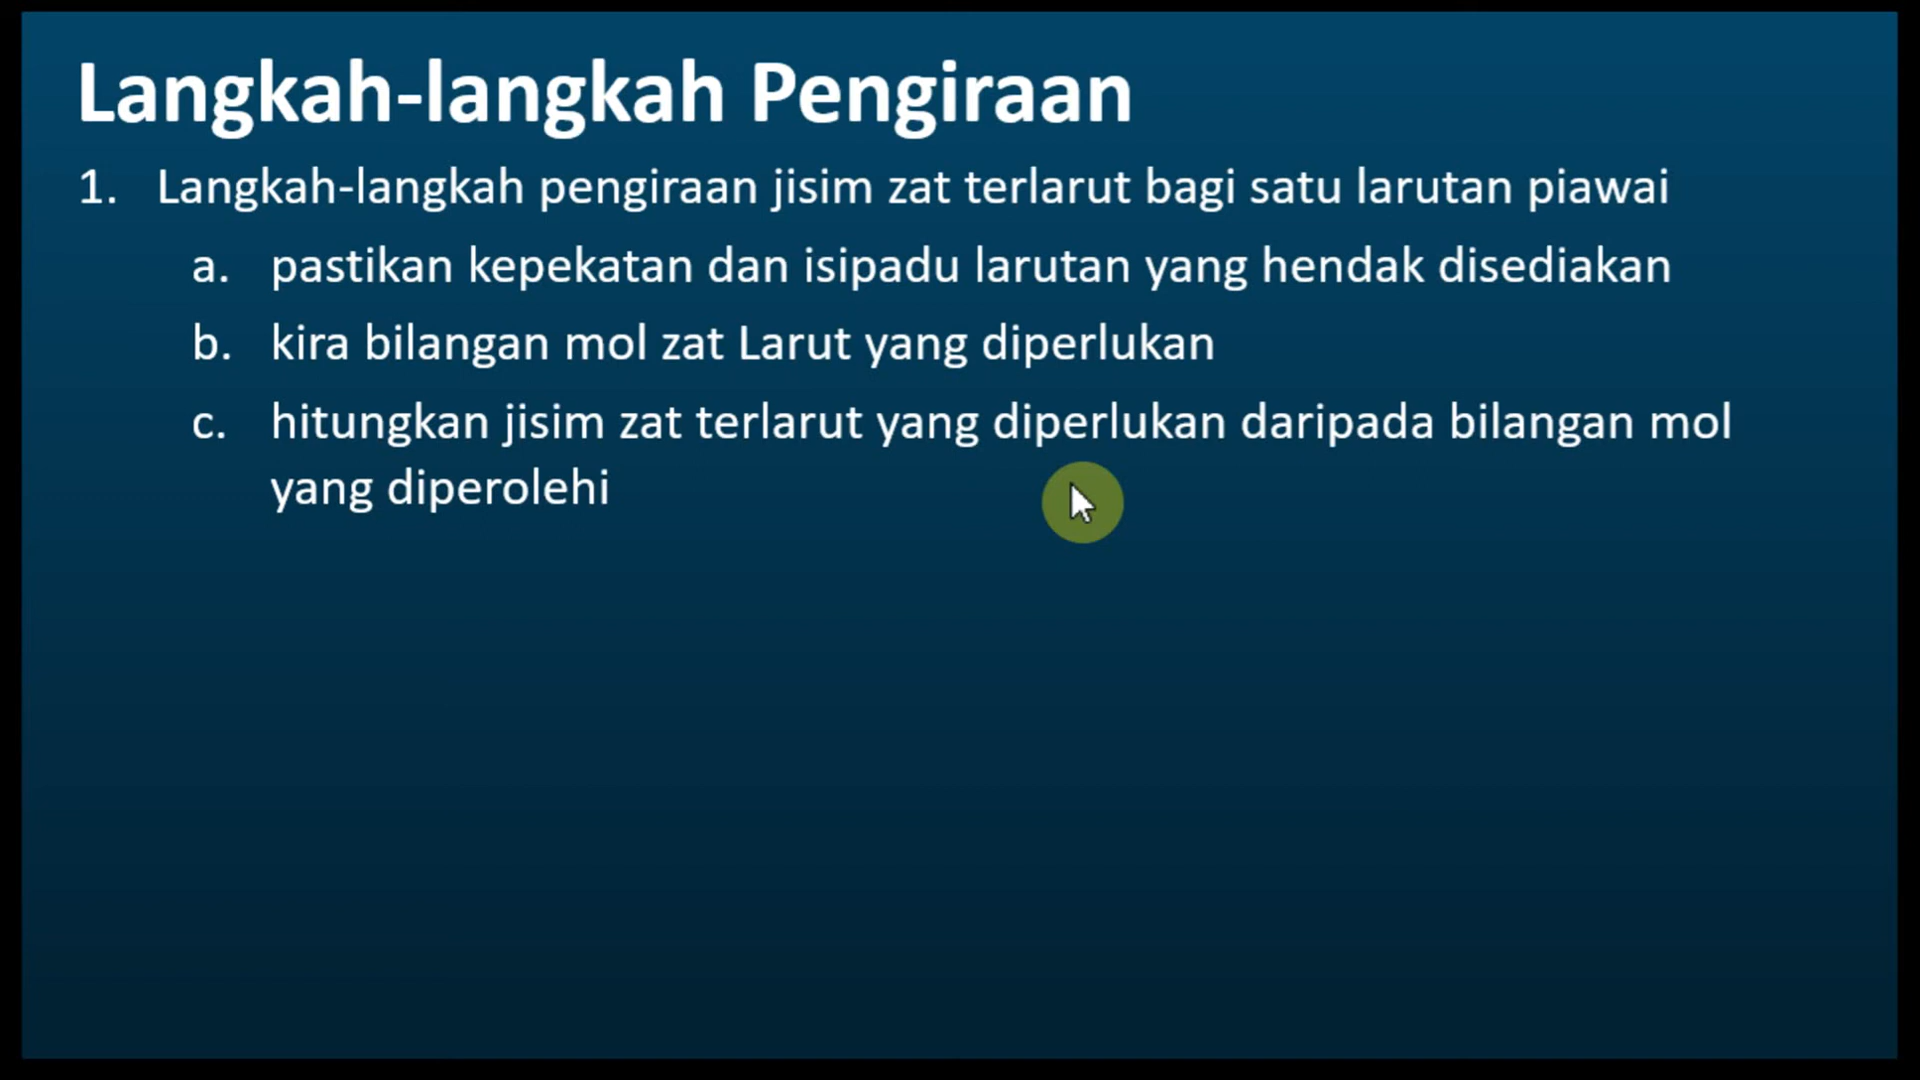 Langkah-langkah Pengiraan
1. Langkah-langkah pengiraan jisim zat terlarut bagi satu larutan piawai
a. pastikan kepekatan dan isipadu larutan yang hendak disediakan
b. kira bilangan mol zat Larut yang diperlukan
c. hitungkan jisim zat terlarut yang diperlukan daripada bilangan mol
yang diperolehi